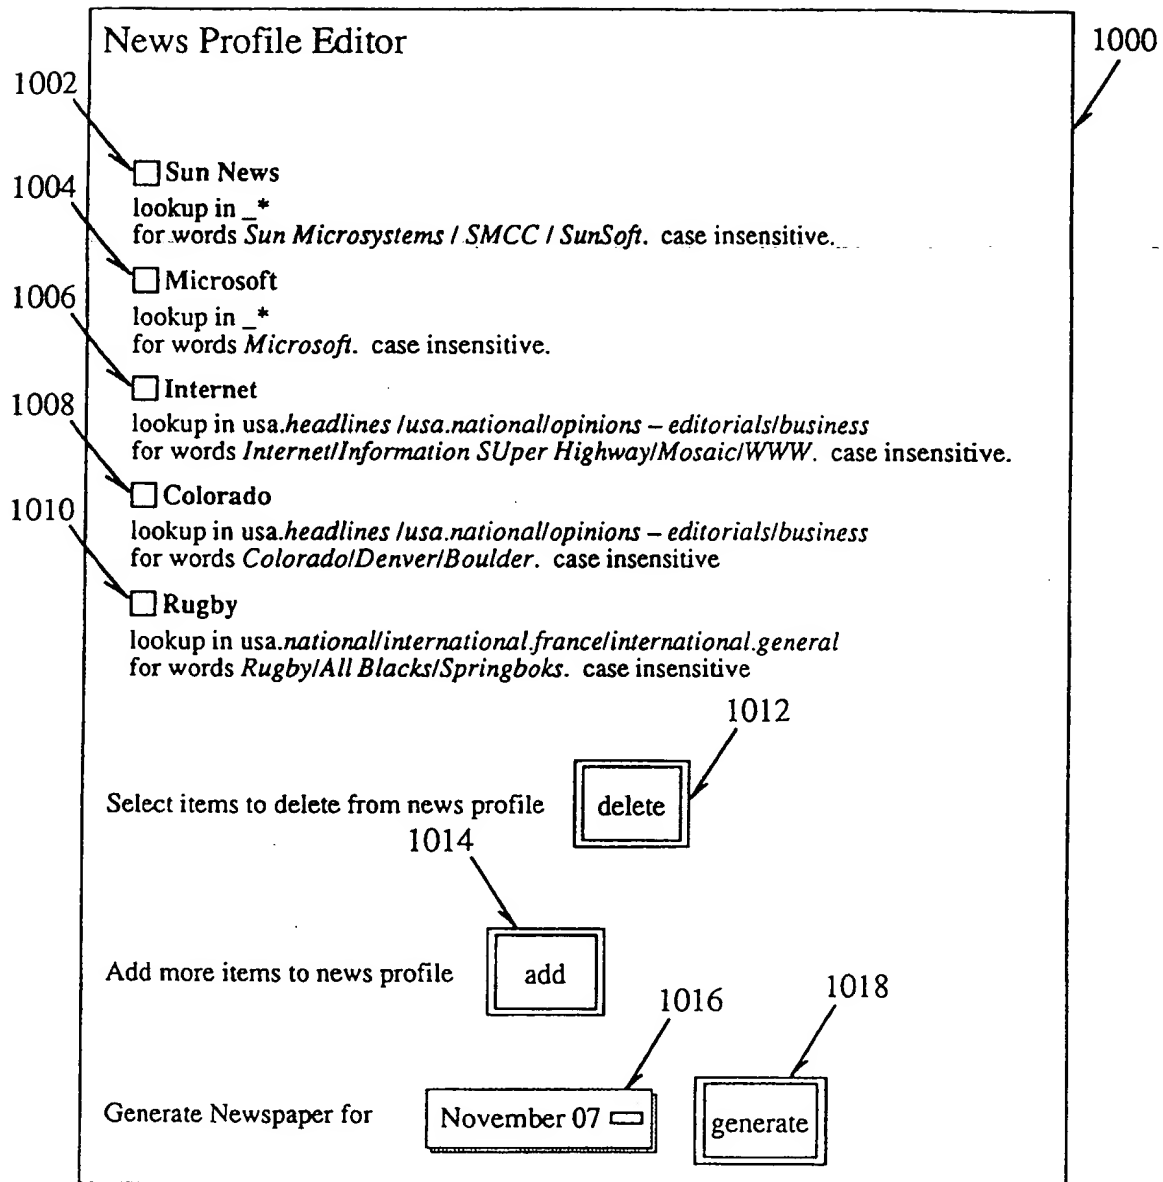 News Profile Editor
1000
1002
Sun News
1004
lookup in _*
for words Sun Microsystems / SMCC / SunSoft. case insensitive.
Microsoft
1006
lookup in _*
for words Microsoft. case insensitive.
Internet
1008
lookup in usa.headlines /usa.national/opinions – editorials/business
for words Internet/Information SUper Highway/Mosaic/WWW. case insensitive.
Colorado
1010
lookup in usa.headlines /usa.national/opinions – editorials/business
for words Colorado/Denver/Boulder. case insensitive
Rugby
lookup in usa.national/international.france/international.general
for words Rugby/All Blacks/Springboks. case insensitive
1012
Select items to delete from news profile delete
1014
Add more items to news profile add
1016
1018
Generate Newspaper for November 07 generate